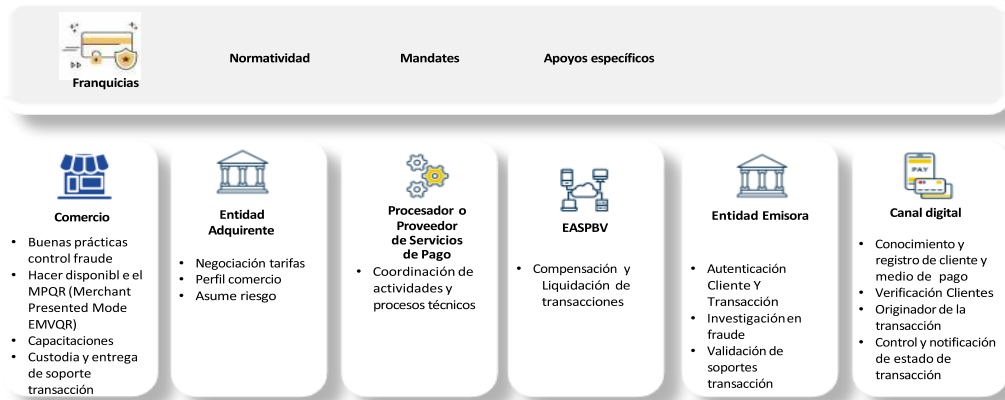 Franquicias
Normatividad
Mandates
Apoyos específicos
Comercio
• Buenas prácticas
control fraude
• Hacer disponibl e el
MPQR (Merchant
Presented Mode
EMVQR)
• Capacitaciones
• Custodia y entrega
de soporte
transacción
Entidad
Adquirente
• Negociación tarifas
• Perfil comercio
• Asume riesgo
Procesador o
Proveedor
de Servicios
de Pago
• Coordinación de
actividades y
procesos técnicos
EASPBV
• Compensación y
Liquidación de
transacciones
Entidad Emisora
• Autenticación
Cliente Y
Transacción
• Investigación en
fraude
• Validación de
soportes
transacción
PAY
Canal digital
• Conocimiento y
registro de cliente y
medio de pago
• Verificación Clientes
• Originador de la
transacción
• Control y notificación
de estado de
transacción